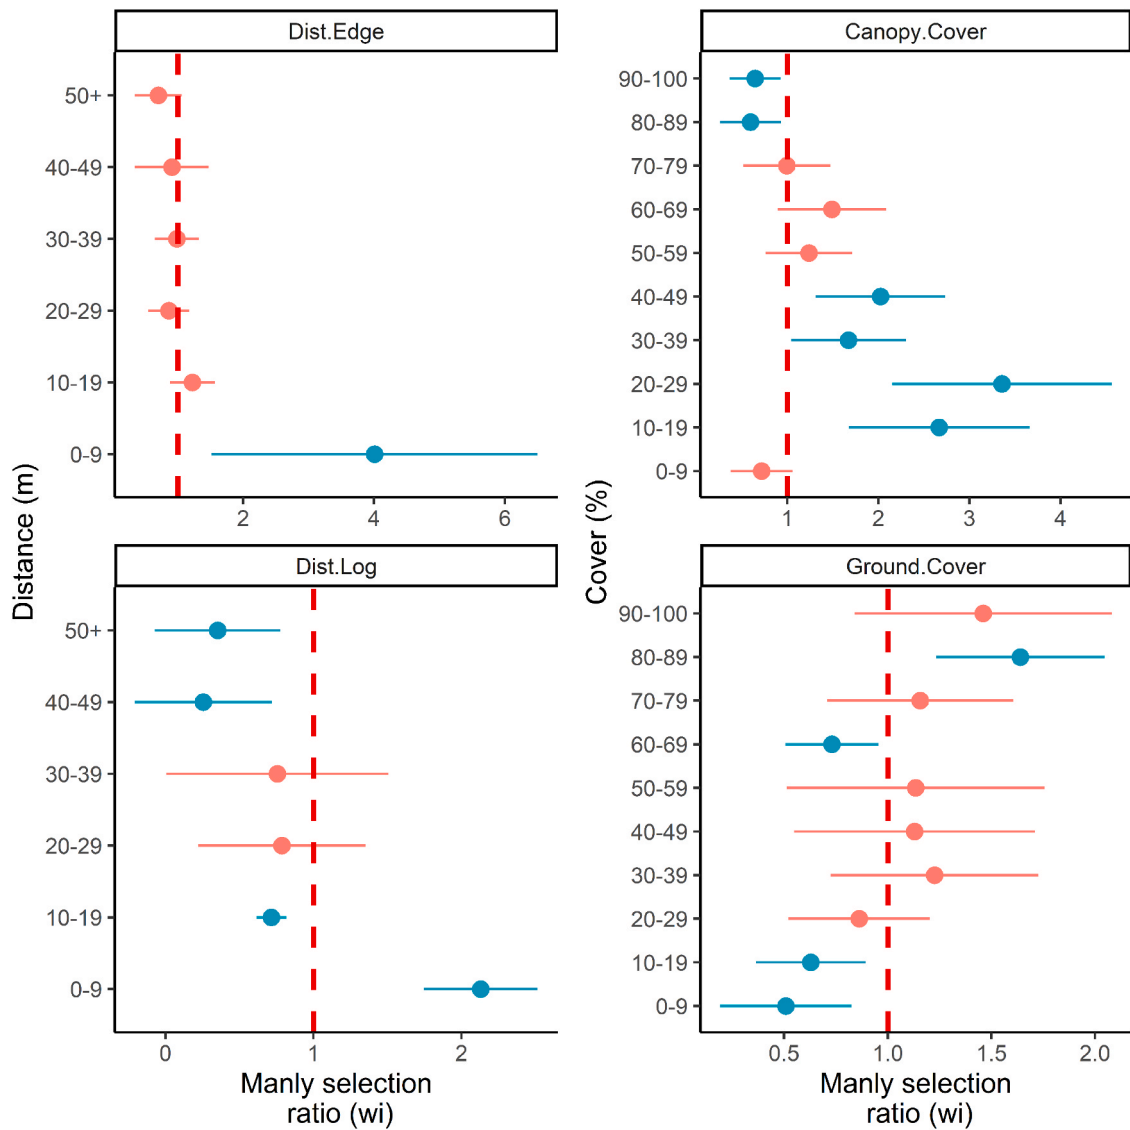 Dist.Edge
50+
40-49
30-39
20-29
10-19
0-9
2 4 6
Canopy.Cover
90-100
80-89
70-79
60-69
50-59
40-49
30-39
20-29
10-19
0-9
1 2 3 4
Distance (m)
Cover (%)
Dist.Log
50+
40-49
30-39
20-29
10-19
0-9
0 1 2
Manly selection
ratio (wi)
Ground.Cover
90-100
80-89
70-79
60-69
50-59
40-49
30-39
20-29
10-19
0-9
0.5 1.0 1.5 2.0
Manly selection
ratio (wi)